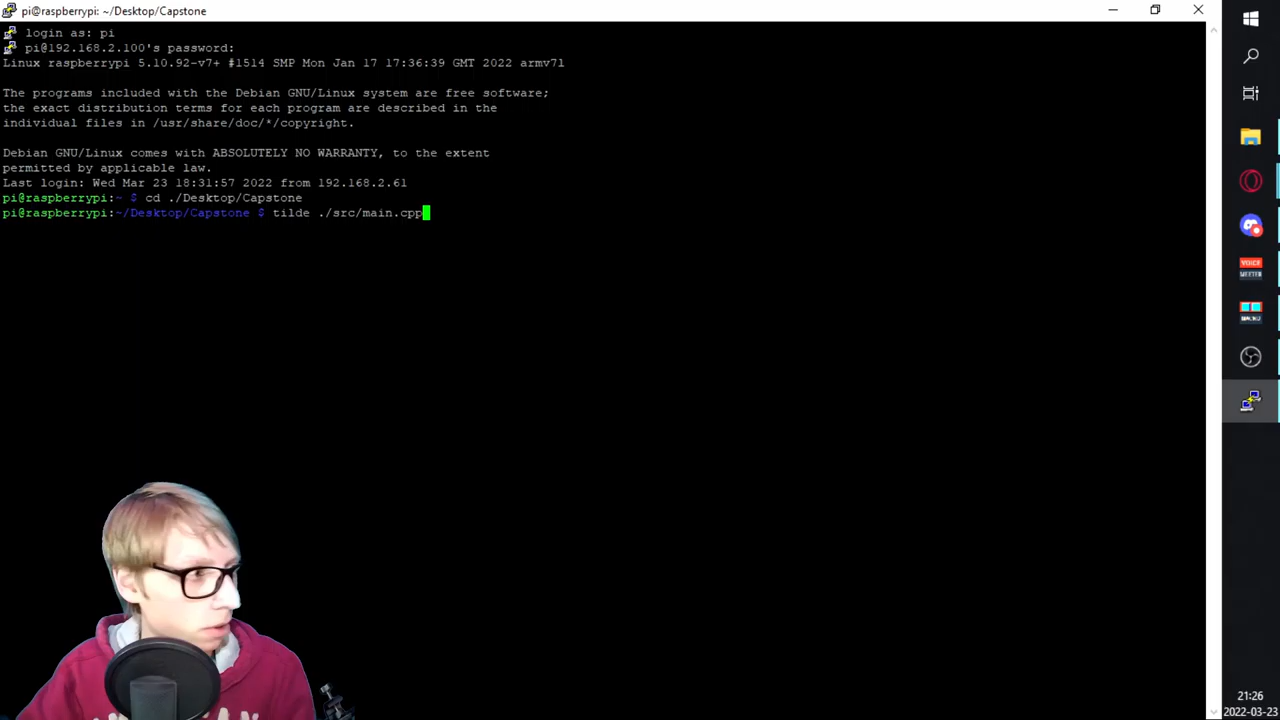 pi@raspberrypi: ~/Desktop/Capstone
login as: pi
pi@192.168.2.100's password:
Linux raspberrypi 5.10.92-v7+ #1514 SMP Mon Jan 17 17:36:39 GMT 2022 armv7l
The programs included with the Debian GNU/Linux system are free software;
the exact distribution terms for each program are described in the
individual files in /usr/share/doc/*/copyright.
Debian GNU/Linux comes with ABSOLUTELY NO WARRANTY, to the extent
permitted by applicable law.
Last login: Wed Mar 23 18:31:57 2022 from 192.168.2.61
pi@raspberrypi:~ $ cd ./Desktop/Capstone
pi@raspberrypi:~/Desktop/Capstone $ tilde ./src/main.cpp
VOICE
MEETER
MACRO
21:26
2022-03-23